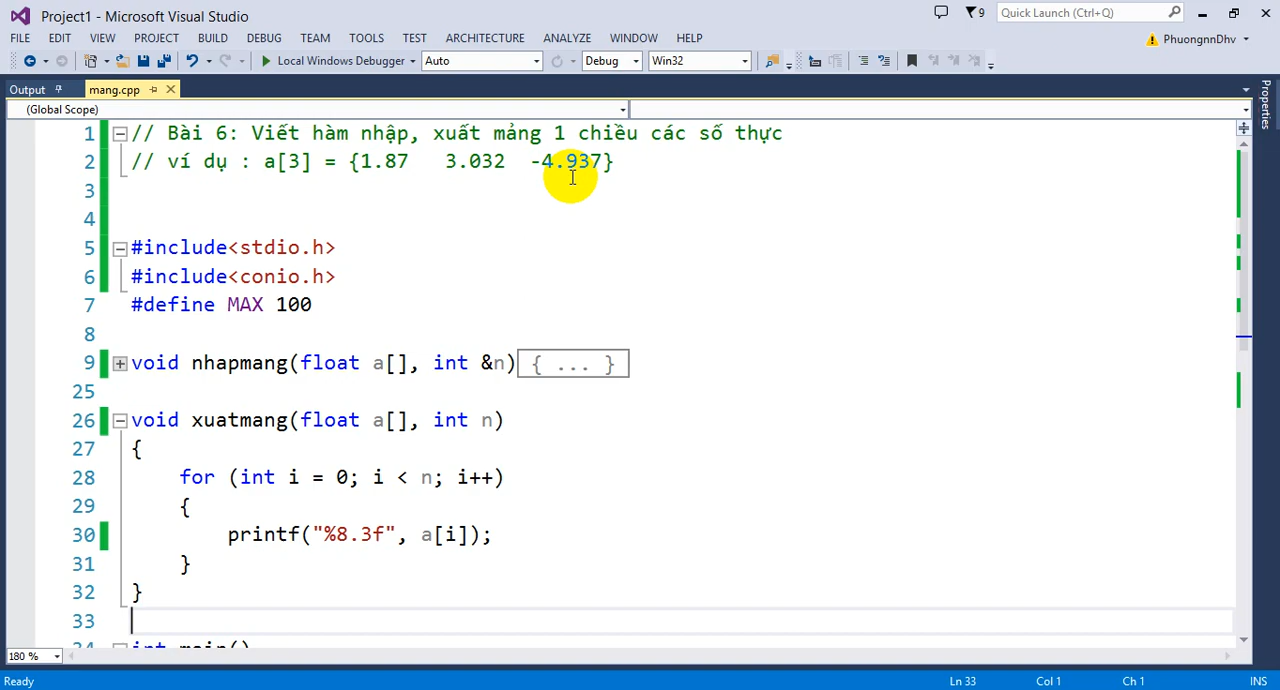 Project1 - Microsoft Visual Studio
9
Quick Launch (Ctrl+Q)
FILE EDIT VIEW PROJECT BUILD DEBUG TEAM TOOLS TEST ARCHITECTURE ANALYZE WINDOW HELP
PhuongnnDhv
Local Windows Debugger Auto Debug Win32
Output mang.cpp
Properties
(Global Scope)
1 // Bài 6: Viết hàm nhập, xuất mảng 1 chiều các số thực
2 // ví dụ : a[3] = {1.87 3.032 -4.937}
3
4
5 #include<stdio.h>
6 #include<conio.h>
7 #define MAX 100
8
9 void nhapmang(float a[], int &n){ ... }
25
26 void xuatmang(float a[], int n)
27 {
28 for (int i = 0; i < n; i++)
29 {
30 printf("%8.3f", a[i]);
31 }
32 }
33
34 int main()
180 %
Ready Ln 33 Col 1 Ch 1 INS